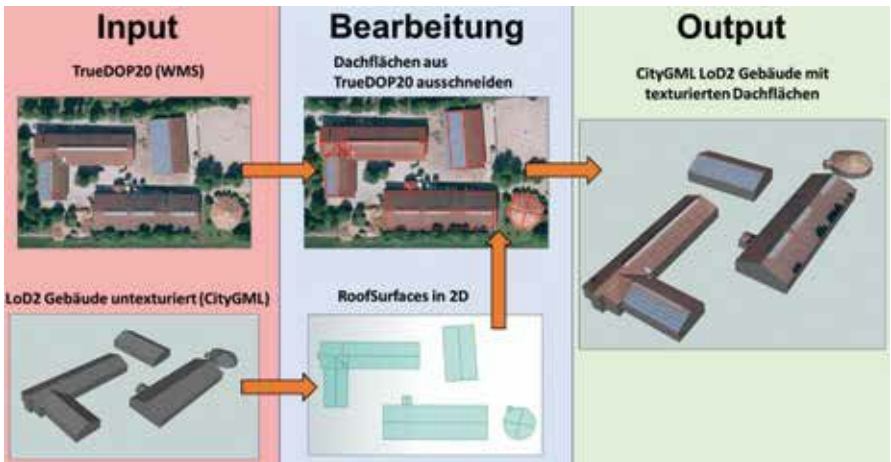 Input
TrueDOP20 (WMS)
LoD2 Gebäude untexturiert (CityGML)
Bearbeitung
Dachflächen aus
TrueDOP20 ausschneiden
RoofSurfaces in 2D
Output
CityGML LoD2 Gebäude mit
texturierten Dachflächen